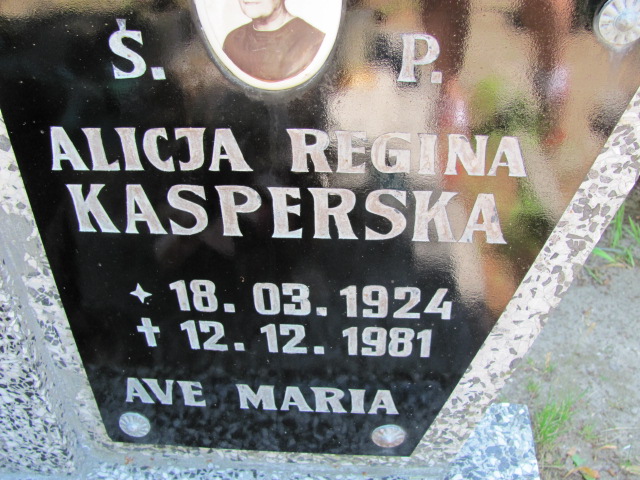 Ś. P.
ALICJA REGINA
KASPERSKA
18. 03. 1924
12. 12. 1981
AVE MARIA